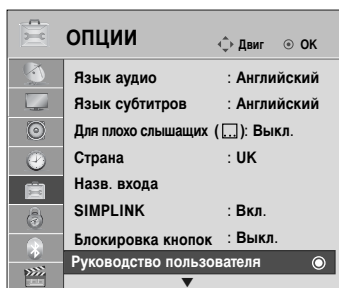 ОПЦИИ Двиг OK
Язык аудио : Английский
Язык субтитров : Английский
Для плохо слышащих ( ): Выкл.
Страна : UK
Назв. входа
SIMPLINK : Вкл.
Блокировка кнопок : Выкл.
Руководство пользователя